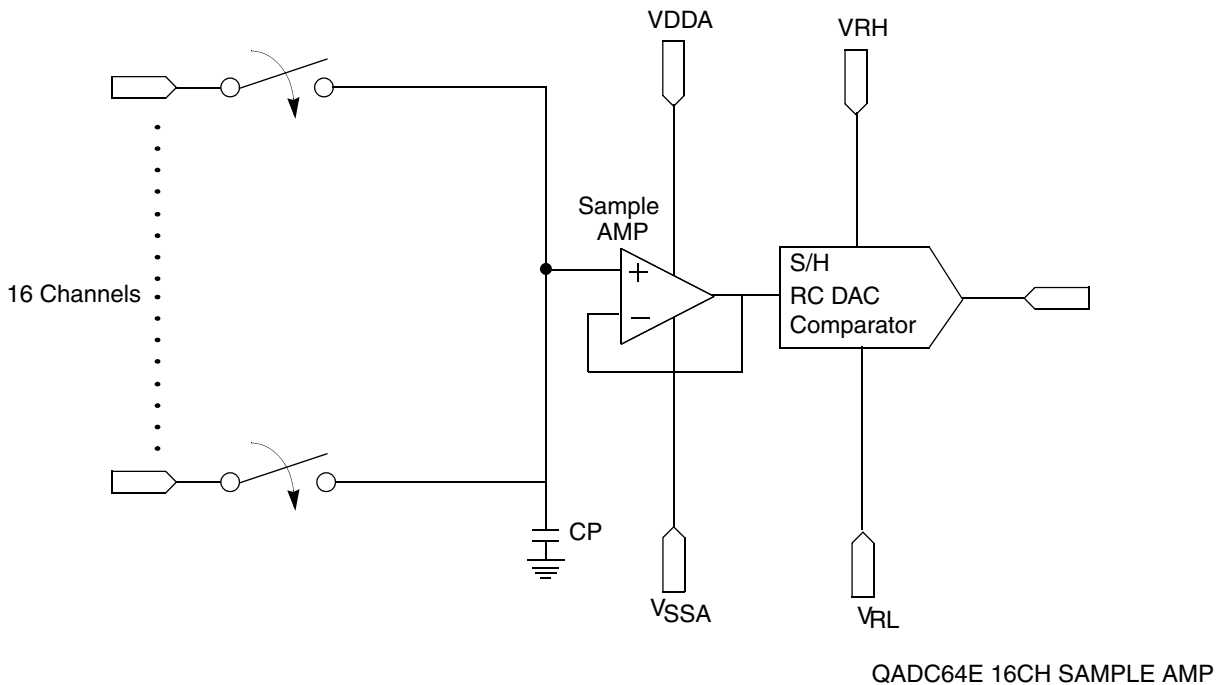 VDDA
VRH
Sample
AMP
+
−
S/H
RC DAC
Comparator
16 Channels
CP
VSSA
VRL
QADC64E 16CH SAMPLE AMP